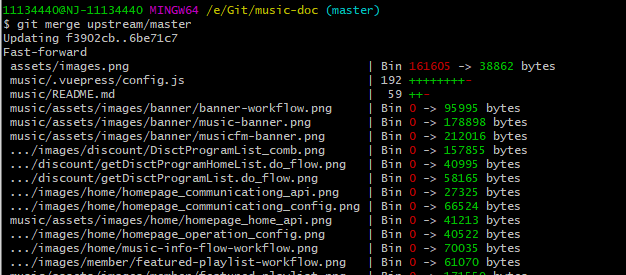 11134440@NJ-11134440 MINGW64 /e/Git/music-doc (master)
$ git merge upstream/master
Updating f3902cb..6be71c7
Fast-forward
assets/images.png | Bin 161605 -> 38862 bytes
music/.vuepress/config.js | 192 ++++++++-
music/README.md | 59 ++-
music/assets/images/banner/banner-workflow.png | Bin 0 -> 95995 bytes
music/assets/images/banner/music-banner.png | Bin 0 -> 178898 bytes
music/assets/images/banner/musicfm-banner.png | Bin 0 -> 212016 bytes
.../images/discount/DisctProgramList_comb.png | Bin 0 -> 157855 bytes
.../discount/getDisctProgramHomeList.do_flow.png | Bin 0 -> 40995 bytes
.../discount/getDisctProgramList.do_flow.png | Bin 0 -> 58165 bytes
.../images/home/homepage_communicationg_api.png | Bin 0 -> 27325 bytes
.../images/home/homepage_communicationg_config.png | Bin 0 -> 66524 bytes
music/assets/images/home/homepage_home_api.png | Bin 0 -> 41213 bytes
.../images/home/homepage_operation_config.png | Bin 0 -> 40522 bytes
.../images/home/music-info-flow-workflow.png | Bin 0 -> 70035 bytes
.../images/member/featured-playlist-workflow.png | Bin 0 -> 61070 bytes